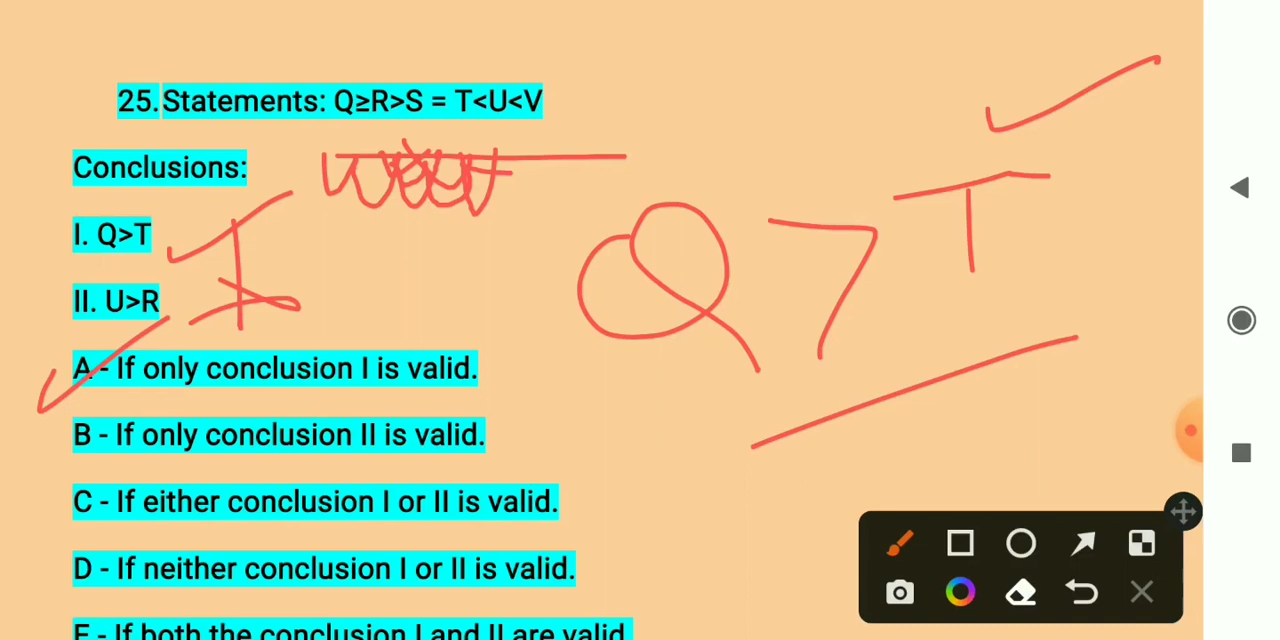 25. Statements: Q≥R>S = T<U<V
Conclusions:
I. Q>T
I
Q > T
II. U>R
A - If only conclusion I is valid.
B - If only conclusion II is valid.
C - If either conclusion I or II is valid.
D - If neither conclusion I or II is valid.
E - If both the conclusion I and II are valid